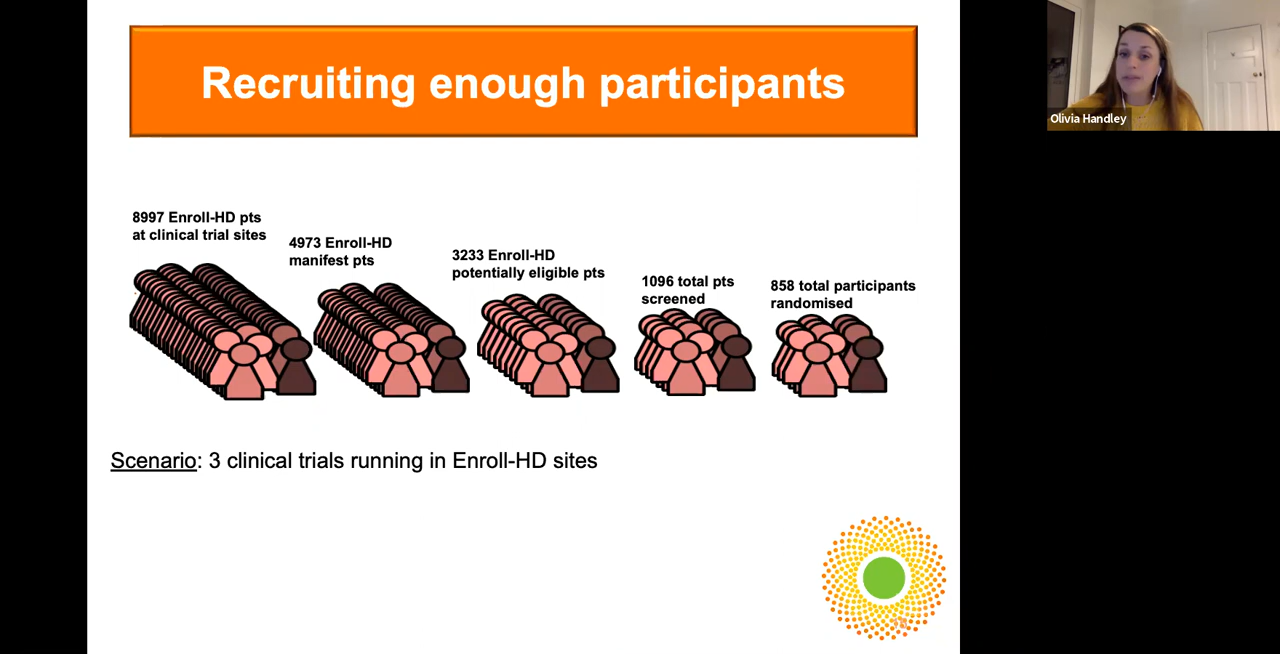 Recruiting enough participants
Olivia Handley
8997 Enroll-HD pts
at clinical trial sites
4973 Enroll-HD
manifest pts
3233 Enroll-HD
potentially eligible pts
1096 total pts
screened
858 total participants
randomised
Scenario: 3 clinical trials running in Enroll-HD sites